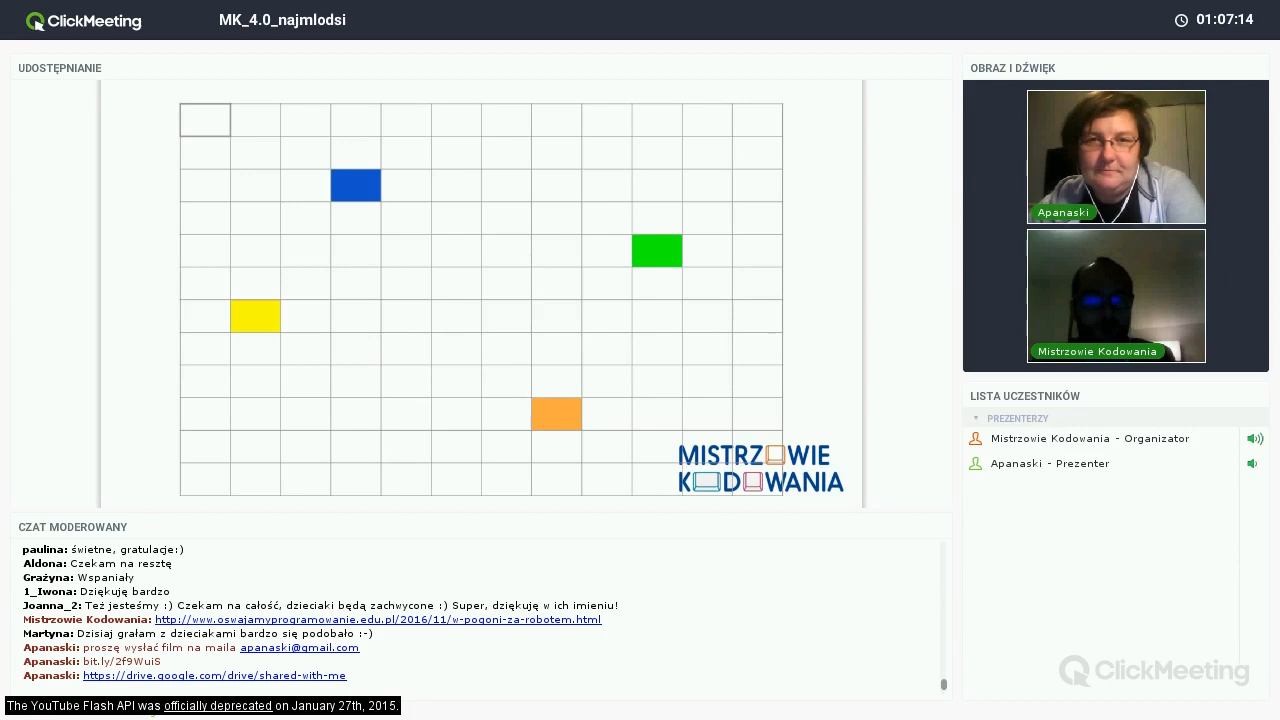 ClickMeeting
MK_4.0_najmlodsi
01:07:14
UDOSTĘPNIANIE
OBRAZ I DŹWIĘK
Apanaski
Mistrzowie Kodowania
LISTA UCZESTNIKÓW
PREZENTERZY
Mistrzowie Kodowania - Organizator
Apanaski - Prezenter
MISTRZOWIE
KODOWANIA
CZAT MODEROWANY
paulina: świetne, gratulacje:)
Aldona: Czekam na resztę
Grażyna: Wspaniały
1_Iwona: Dziękuję bardzo
Joanna_2: Też jesteśmy :) Czekam na całość, dzieciaki będą zachwycone :) Super, dziękuję w ich imieniu!
Mistrzowie Kodowania: http://www.oswajamyprogramowanie.edu.pl/2016/11/w-pogoni-za-robotem.html
Martyna: Dzisiaj grałam z dzieciakami bardzo się podobało :-)
Apanaski: proszę wysłać film na maila apanaski@gmail.com
Apanaski: bit.ly/2f9WuiS
Apanaski: https://drive.google.com/drive/shared-with-me
ClickMeeting
The YouTube Flash API was officially deprecated on January 27th, 2015.